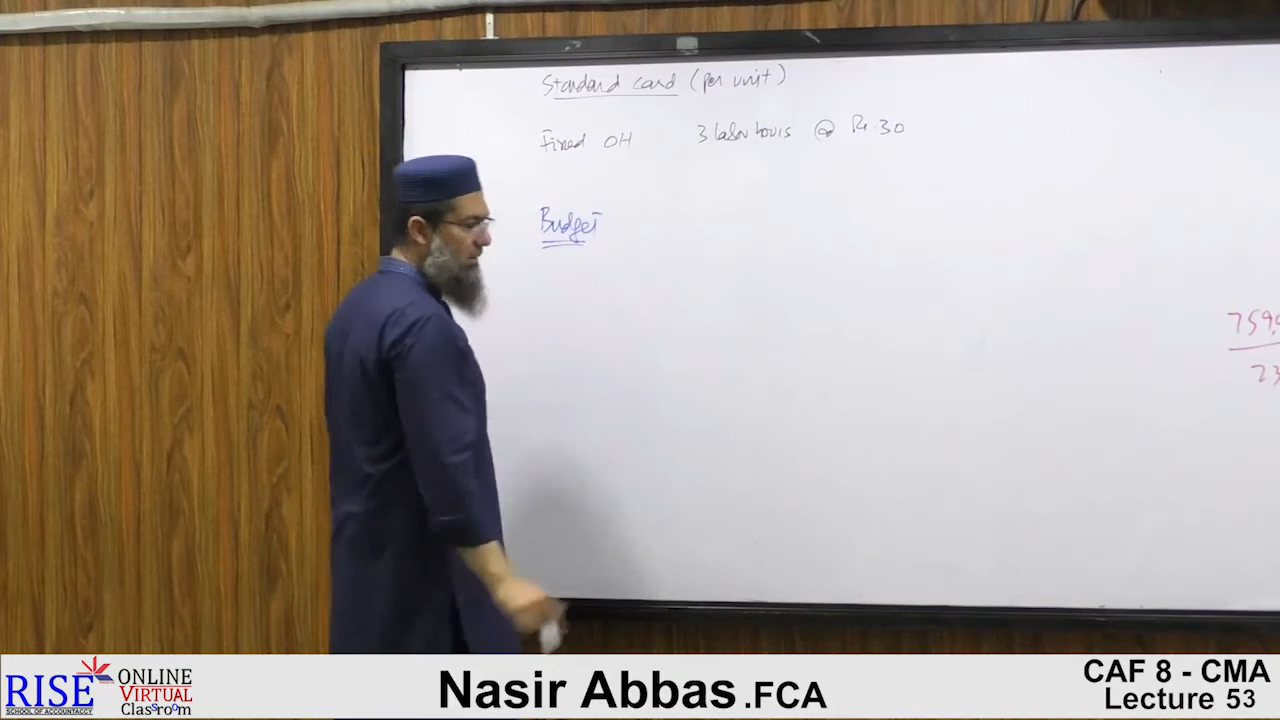 Standard card (per unit)
Fixed OH 3 labor hours @ Rs. 30
Budget
759
23
RISE
SCHOOL OF ACCOUNTANCY
ONLINE
VIRTUAL
Classroom
Nasir Abbas .FCA
CAF 8 - CMA
Lecture 53